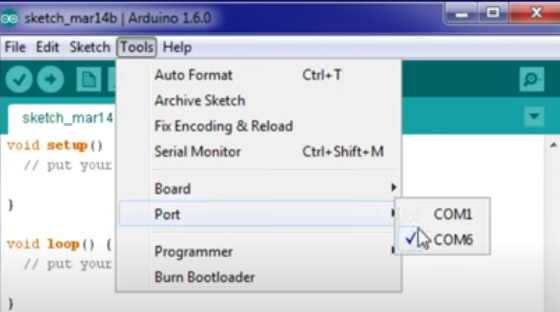 sketch_mar14b | Arduino 1.6.0
File Edit Sketch Tools Help
Auto Format Ctrl+T
Archive Sketch
Fix Encoding & Reload
Serial Monitor Ctrl+Shift+M
Board
Port
Programmer
Burn Bootloader
COM1
COM6
sketch_mar14
void setup()
// put your
}
void loop() {
// put your
}